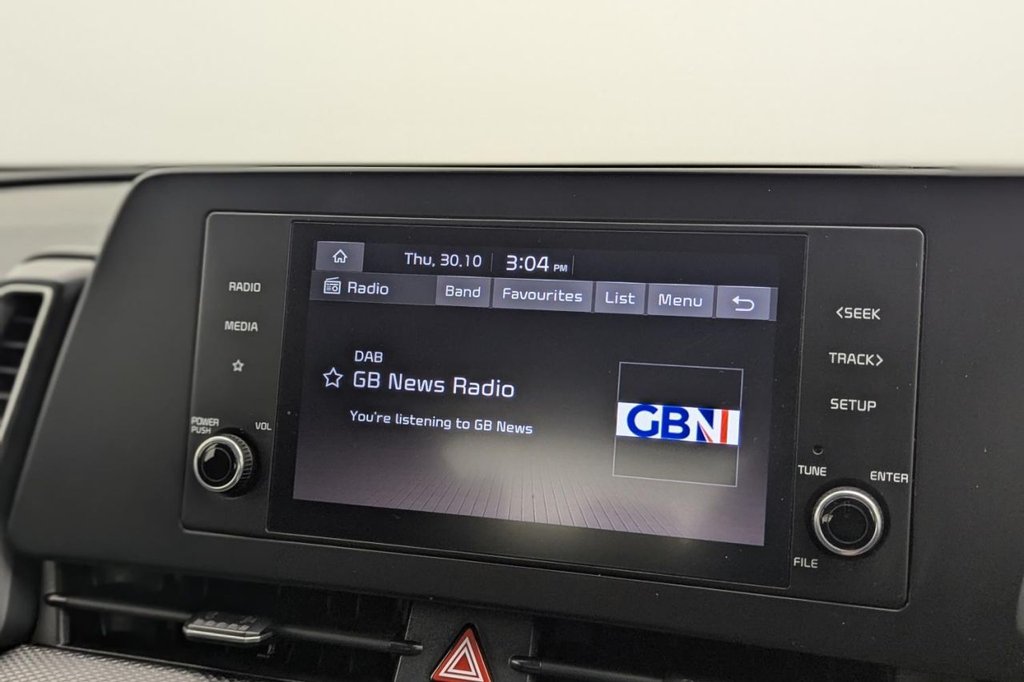 Thu, 30.10 3:04 PM
Radio Band Favourites List Menu
DAB
GB News Radio
You're listening to GB News
GBN
RADIO
MEDIA
POWER
PUSH
VOL
<SEEK
TRACK>
SETUP
TUNE
ENTER
FILE